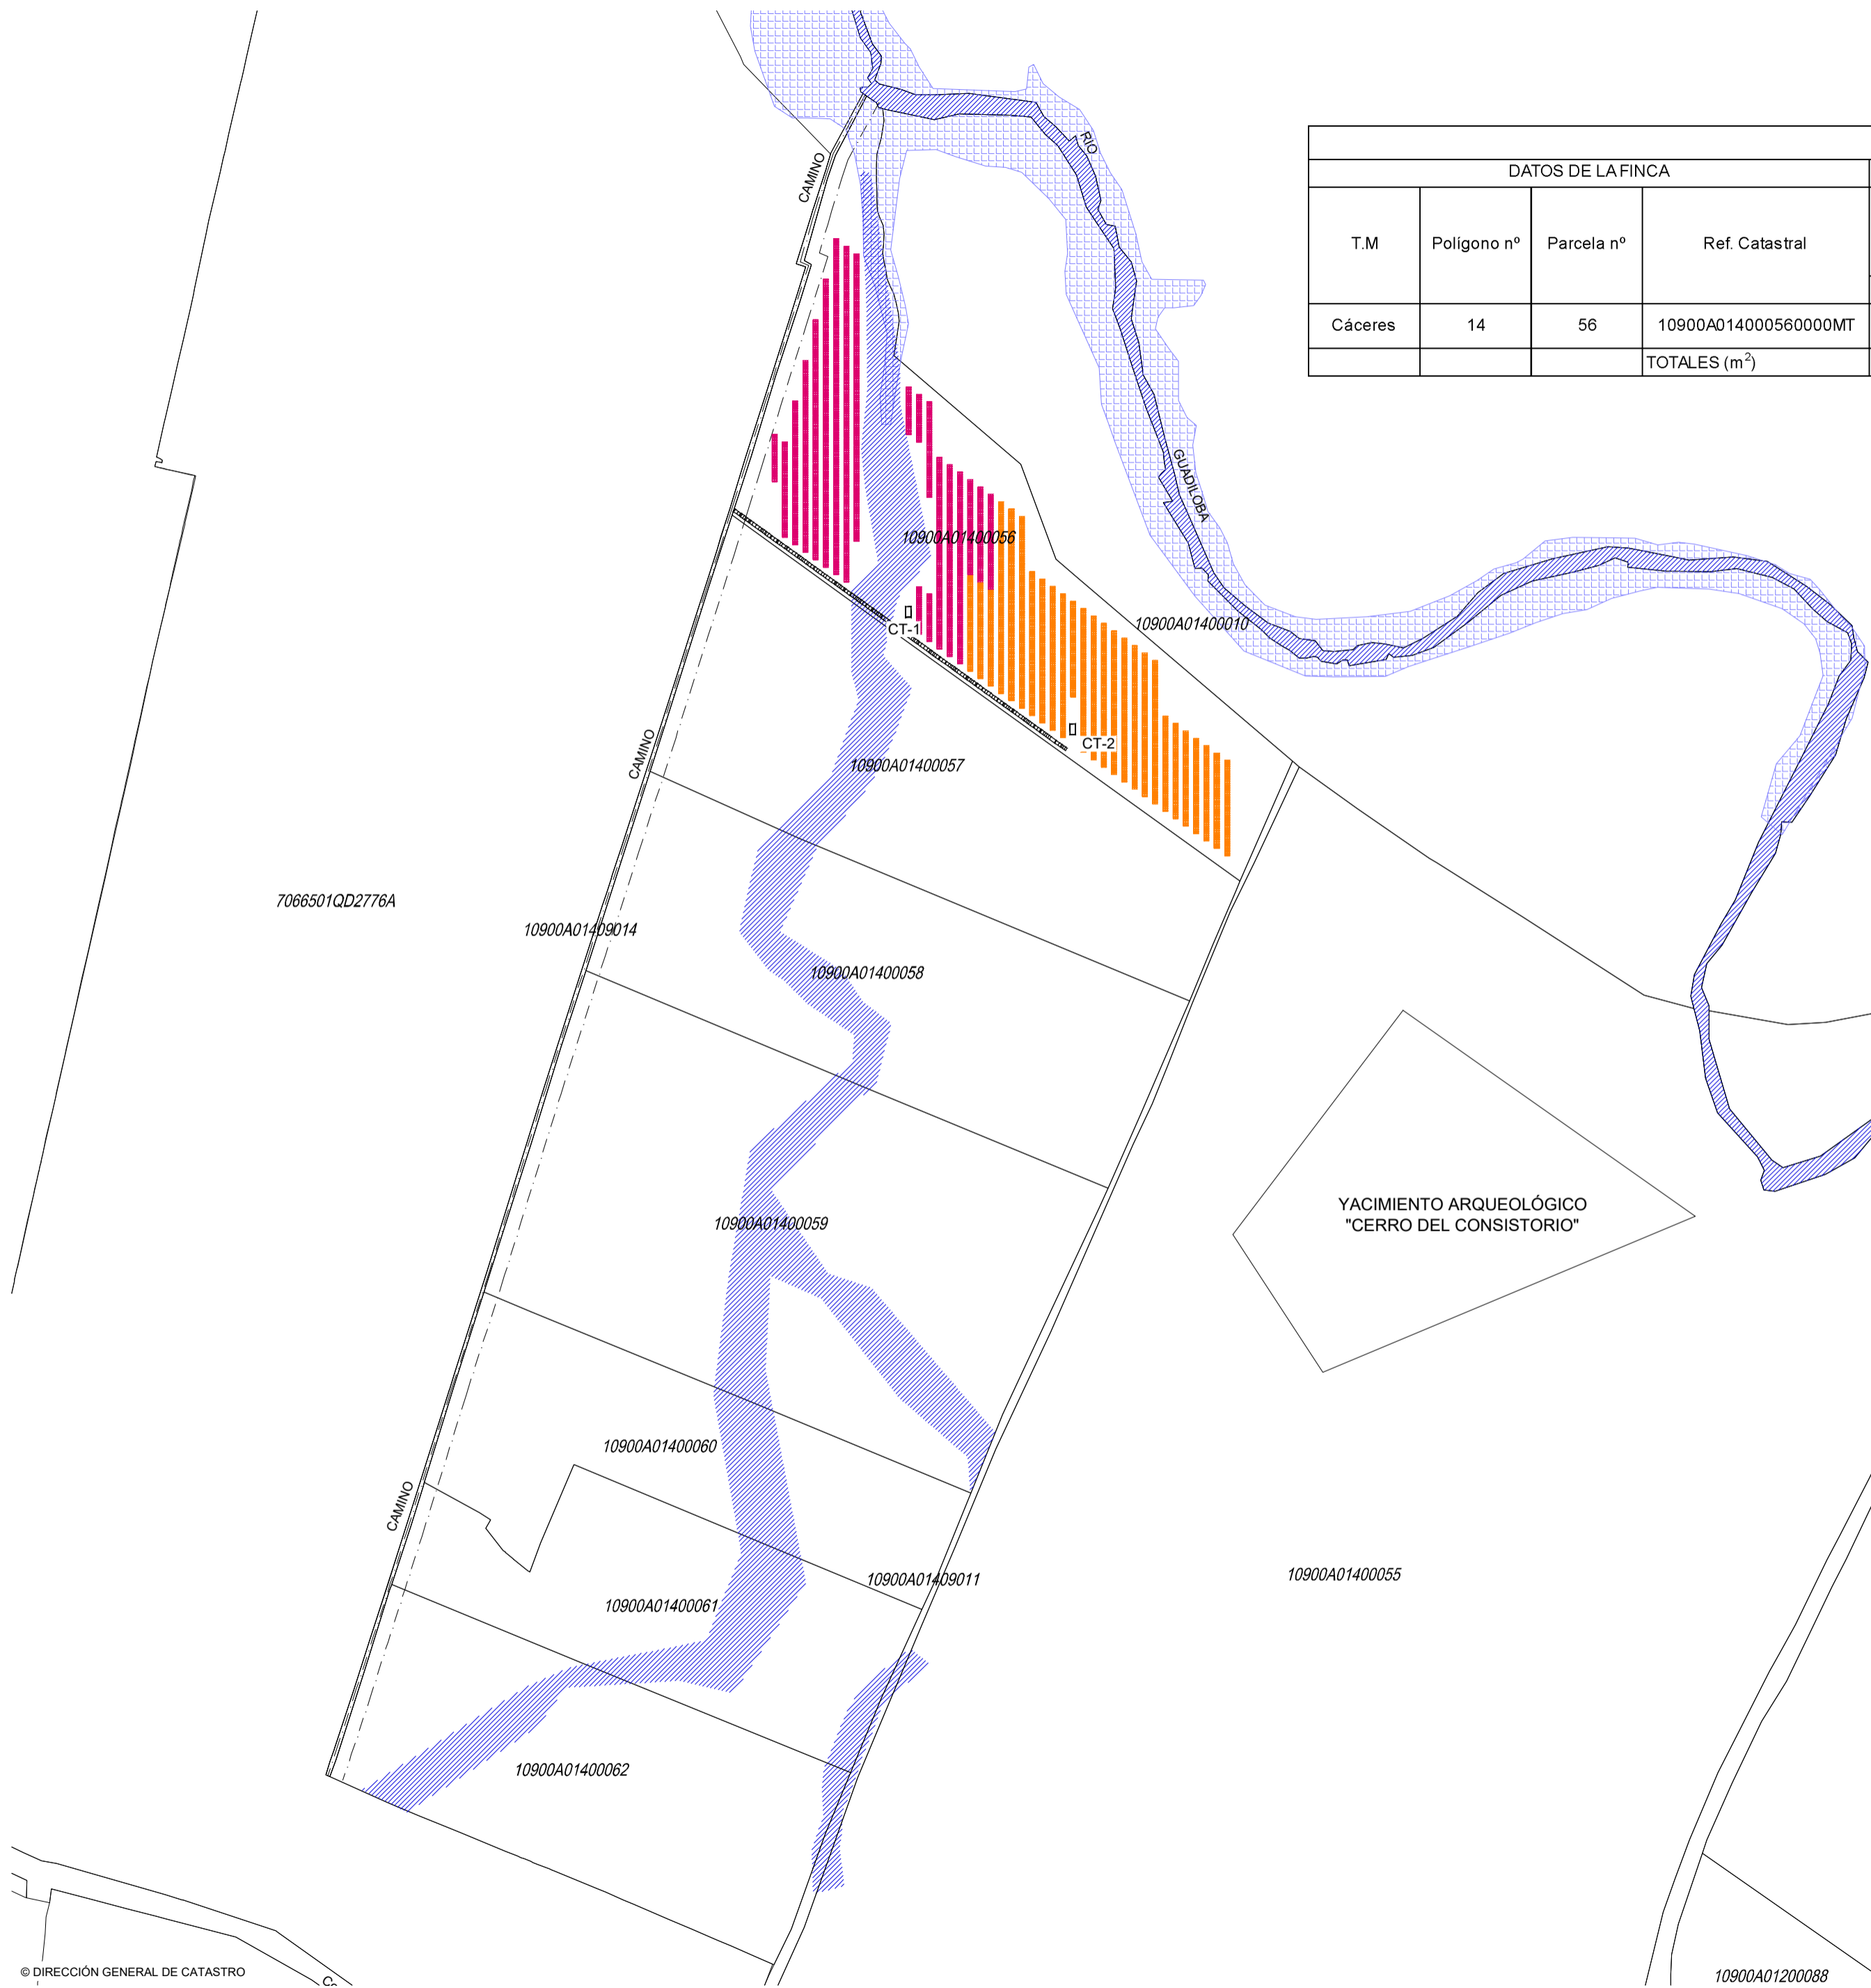 CAMINO
RIO
DATOS DE LA FINCA
T.M Polígono nº Parcela nº Ref. Catastral
Cáceres 14 56 10900A014000560000MT
TOTALES (m²)
GUADILOBA
10900A01400056
10900A01400010
CT-1
CAMINO
CT-2
10900A01400057
7066501QD2776A
10900A01409014
10900A01400058
YACIMIENTO ARQUEOLÓGICO
"CERRO DEL CONSISTORIO"
10900A01400059
10900A01400060
CAMINO
10900A01409011
10900A01400055
10900A01400061
10900A01400062
© DIRECCIÓN GENERAL DE CATASTRO
10900A01200088